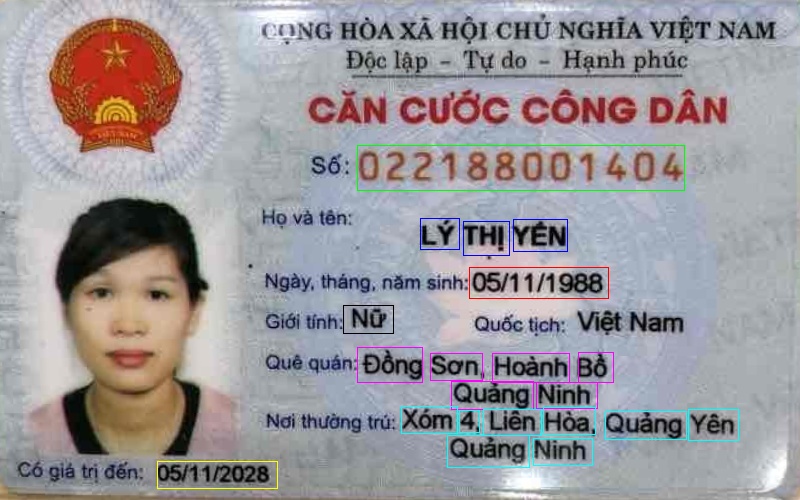 CỘNG HÒA XÃ HỘI CHỦ NGHĨA VIỆT NAM
Độc lập - Tự do - Hạnh phúc
CĂN CƯỚC CÔNG DÂN
Số: 022188001404
Họ và tên:
LÝ THỊ YẾN
Ngày, tháng, năm sinh: 05/11/1988
Giới tính: Nữ Quốc tịch: Việt Nam
Quê quán: Đồng Sơn, Hoành Bồ
Quảng Ninh
Nơi thường trú: Xóm 4, Liên Hòa, Quảng Yên
Quảng Ninh
Có giá trị đến: 05/11/2028